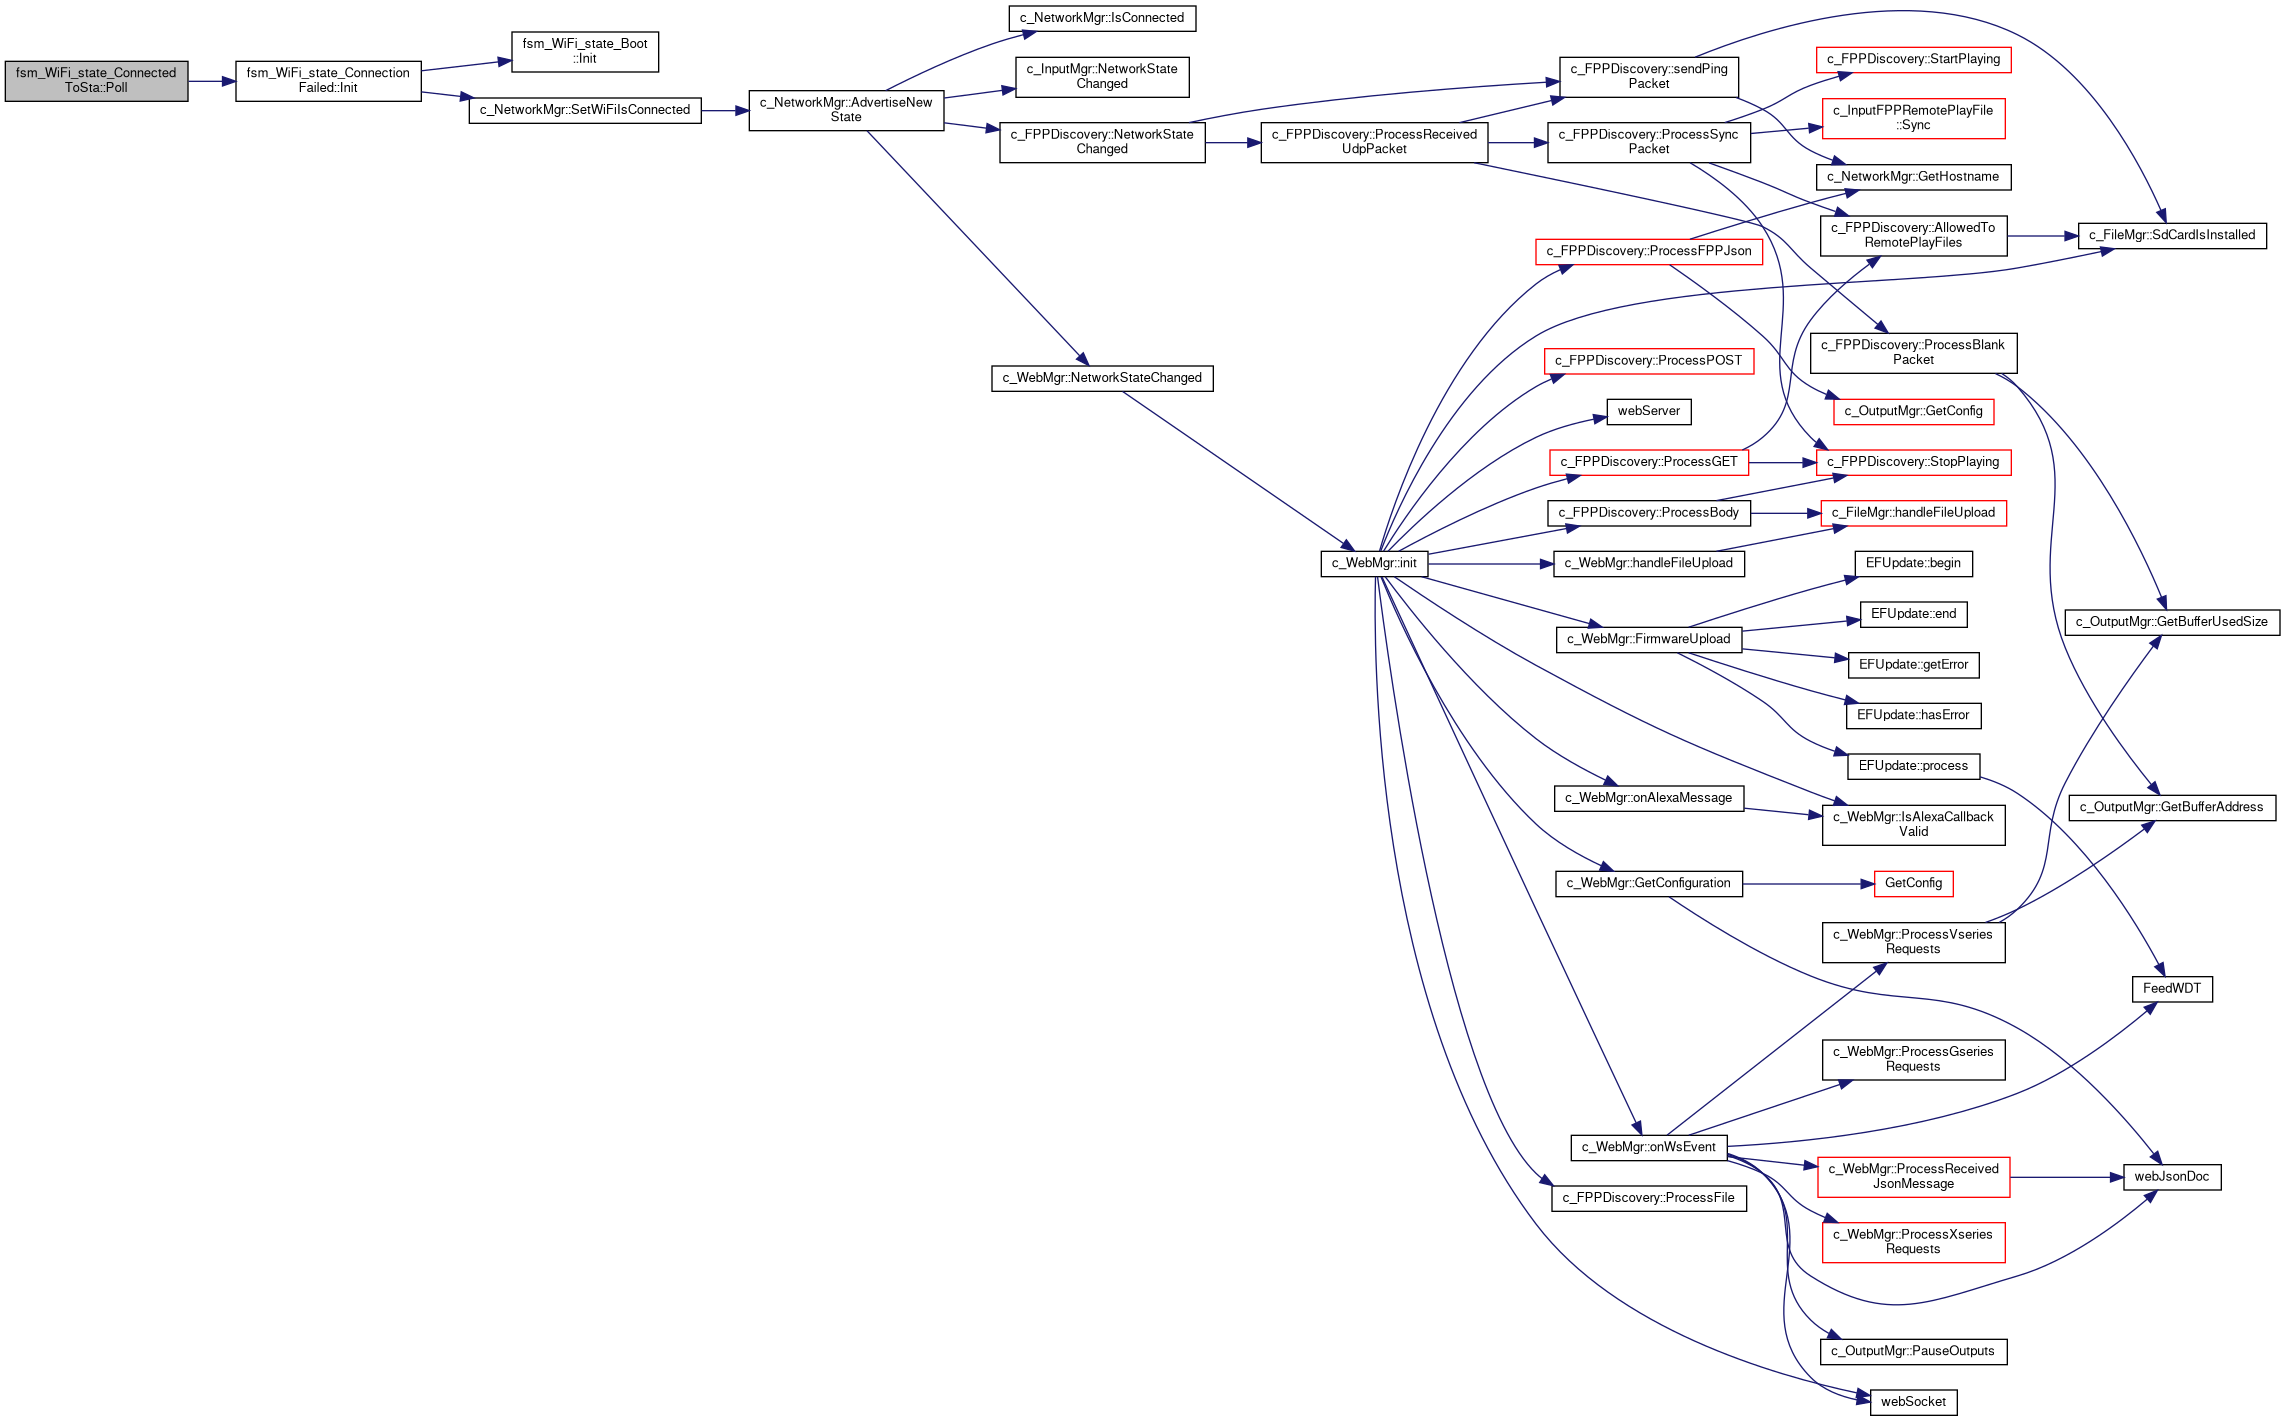 fsm_WiFi_state_Connected
ToSta::Poll
fsm_WiFi_state_Connection
Failed::Init
fsm_WiFi_state_Boot
::Init
c_NetworkMgr::SetWiFiIsConnected
c_NetworkMgr::AdvertiseNew
State
c_NetworkMgr::IsConnected
c_InputMgr::NetworkState
Changed
c_FPPDiscovery::NetworkState
Changed
c_WebMgr::NetworkStateChanged
c_FPPDiscovery::ProcessReceived
UdpPacket
c_WebMgr::init
c_FPPDiscovery::sendPing
Packet
c_FPPDiscovery::ProcessSync
Packet
c_FPPDiscovery::ProcessFPPJson
c_FPPDiscovery::ProcessPOST
webServer
c_FPPDiscovery::ProcessGET
c_FPPDiscovery::ProcessBody
c_WebMgr::handleFileUpload
c_WebMgr::FirmwareUpload
c_WebMgr::onAlexaMessage
c_WebMgr::GetConfiguration
c_WebMgr::onWsEvent
c_FPPDiscovery::ProcessFile
c_FPPDiscovery::StartPlaying
c_InputFPPRemotePlayFile
::Sync
c_NetworkMgr::GetHostname
c_FPPDiscovery::AllowedTo
RemotePlayFiles
c_FPPDiscovery::ProcessBlank
Packet
c_OutputMgr::GetConfig
c_FPPDiscovery::StopPlaying
c_FileMgr::handleFileUpload
EFUpdate::begin
EFUpdate::end
EFUpdate::getError
EFUpdate::hasError
EFUpdate::process
c_WebMgr::IsAlexaCallback
Valid
GetConfig
c_WebMgr::ProcessVseries
Requests
c_WebMgr::ProcessGseries
Requests
c_WebMgr::ProcessReceived
JsonMessage
c_WebMgr::ProcessXseries
Requests
c_OutputMgr::PauseOutputs
webSocket
c_FileMgr::SdCardIsInstalled
c_OutputMgr::GetBufferUsedSize
c_OutputMgr::GetBufferAddress
FeedWDT
webJsonDoc